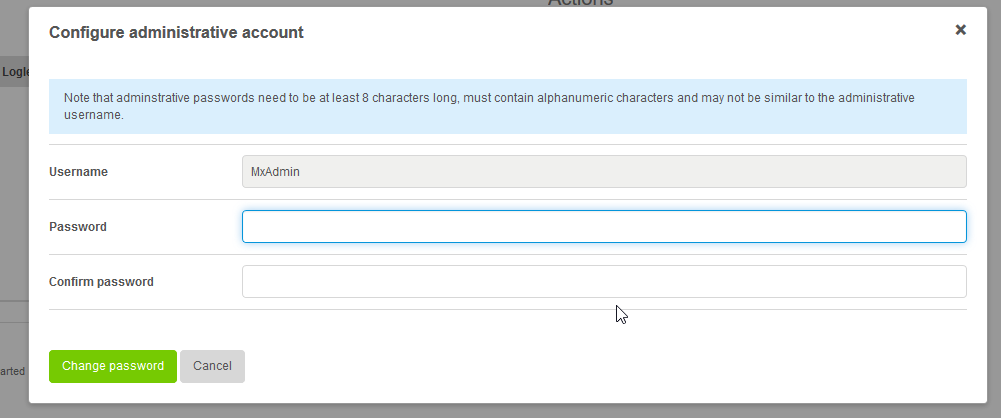 Actions
Configure administrative account
Logle
Note that adminstrative passwords need to be at least 8 characters long, must contain alphanumeric characters and may not be similar to the administrative
username.
Username
MxAdmin
Password
Confirm password
Change password
Cancel
arted